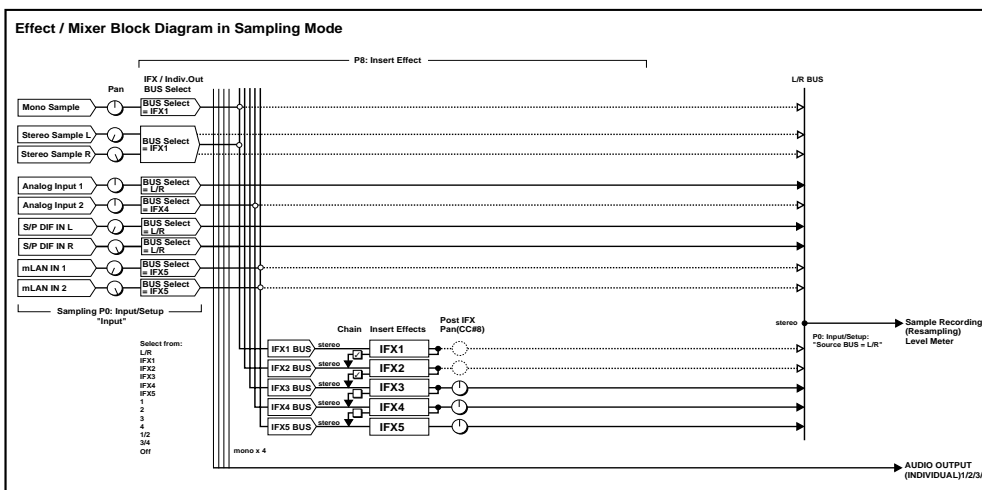 Effect / Mixer Block Diagram in Sampling Mode
P8: Insert Effect
Pan
IFX / Indiv.Out
BUS Select
L/R BUS
Mono Sample
BUS Select
= IFX1
Stereo Sample L
Stereo Sample R
BUS Select
= IFX1
Analog Input 1
BUS Select
= L/R
Analog Input 2
BUS Select
= IFX4
S/P DIF IN L
BUS Select
= L/R
S/P DIF IN R
BUS Select
= L/R
mLAN IN 1
BUS Select
= IFX5
mLAN IN 2
BUS Select
= IFX5
Sampling P0: Input/Setup
"Input"
Select from:
L/R
IFX1
IFX2
IFX3
IFX4
IFX5
1
2
3
4
1/2
3/4
Off
mono x 4
Chain
Insert Effects
Post IFX
Pan(CC#8)
IFX1 BUS
stereo
IFX1
IFX2 BUS
stereo
IFX2
IFX3 BUS
stereo
IFX3
IFX4 BUS
stereo
IFX4
IFX5 BUS
stereo
IFX5
stereo
P0: Input/Setup:
"Source BUS = L/R"
Sample Recording
(Resampling)
Level Meter
AUDIO OUTPUT
(INDIVIDUAL)1/2/3/